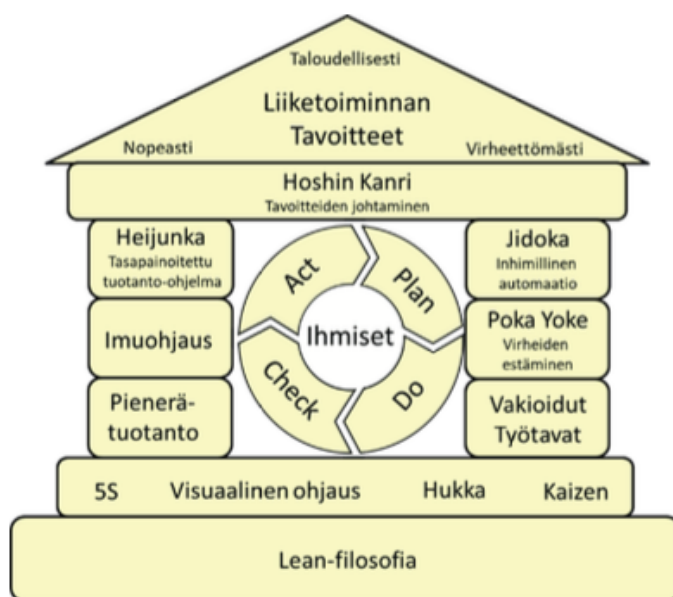 Taloudellisesti
Liiketoiminnan
Tavoitteet
Nopeasti
Virheettömästi
Hoshin Kanri
Tavoitteiden johtaminen
Heijunka
Tasapainoitettu
tuotanto-ohjelma
Imuohjaus
Pienerä-
tuotanto
Act
Plan
Ihmiset
Check
Do
Jidoka
Inhimillinen
automaatio
Poka Yoke
Virheiden
estäminen
Vakioidut
Työtavat
5S Visuaalinen ohjaus Hukka Kaizen
Lean-filosofia